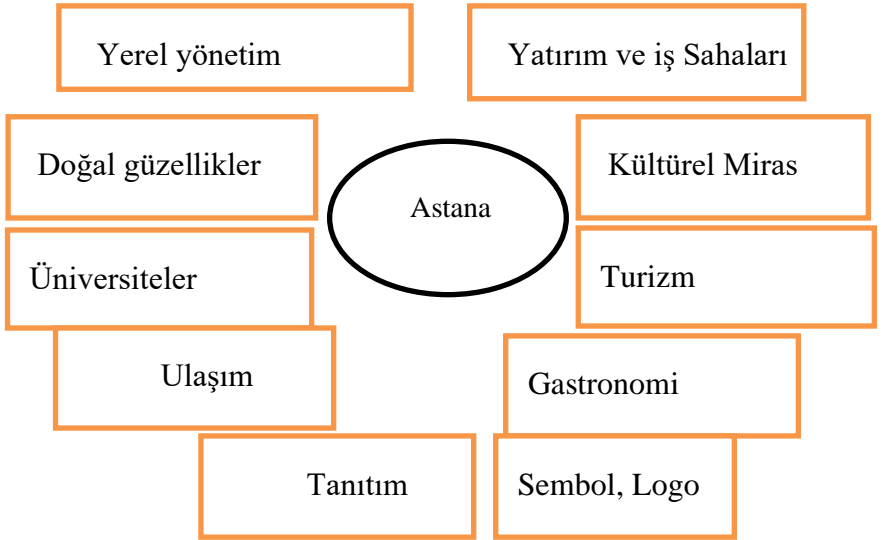 Yerel yönetim
Yatırım ve iş Sahaları
Doğal güzellikler
Kültürel Miras
Astana
Üniversiteler
Turizm
Ulaşım
Gastronomi
Tanıtım
Sembol, Logo